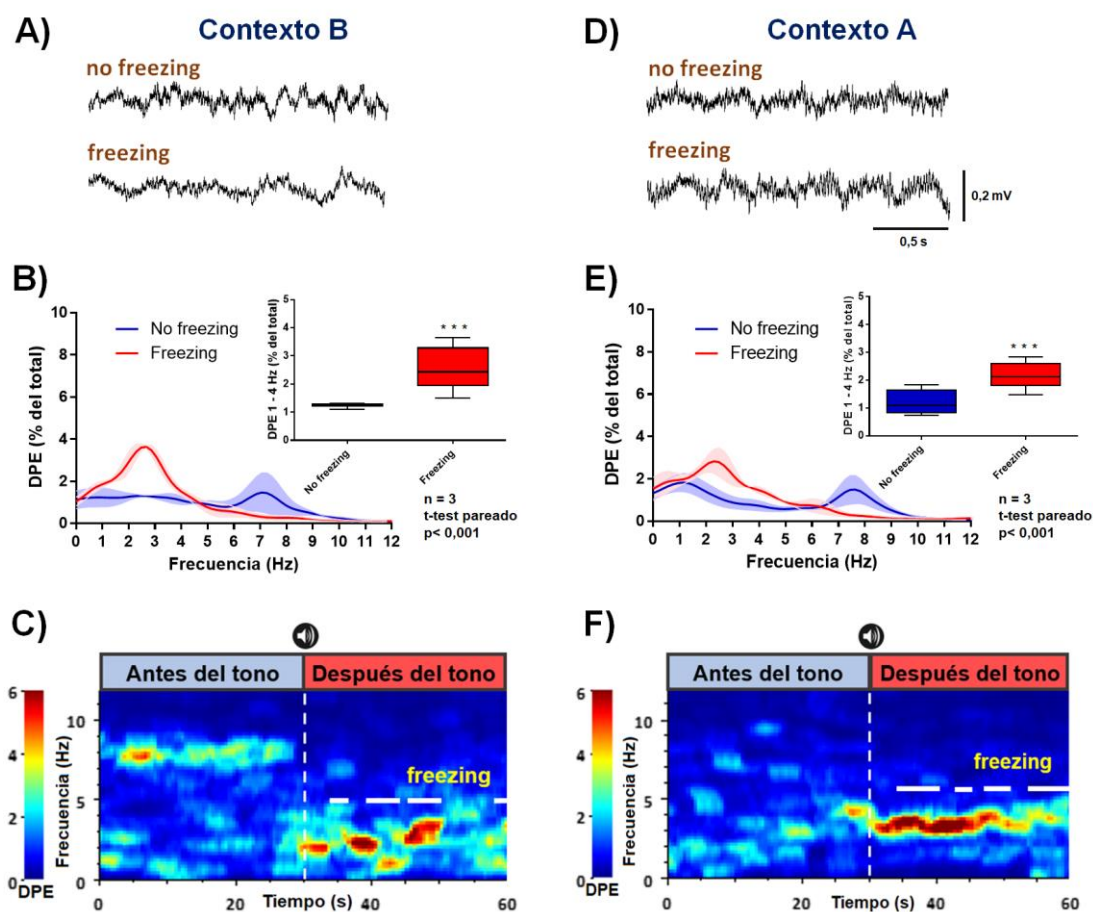 A)
Contexto B
no freezing
freezing
D)
Contexto A
no freezing
freezing
0,2 mV
0,5 s
B)
DPE (% del total)
10
8
6
4
2
0
No freezing
Freezing
DPE 1 - 4 Hz (% del total)
5
4
3
2
1
0
***
No freezing
Freezing
n = 3
t-test pareado
p< 0,001
0 1 2 3 4 5 6 7 8 9 10 11 12
Frecuencia (Hz)
E)
DPE (% del total)
10
8
6
4
2
0
No freezing
Freezing
DPE 1 - 4 Hz (% del total)
5
4
3
2
1
0
***
No freezing
Freezing
n = 3
t-test pareado
p< 0,001
0 1 2 3 4 5 6 7 8 9 10 11 12
Frecuencia (Hz)
C)
Antes del tono
Después del tono
6
4
2
0
DPE
Frecuencia (Hz)
10
5
0
freezing
0 20 40 60
Tiempo (s)
F)
Antes del tono
Después del tono
6
4
2
0
DPE
Frecuencia (Hz)
10
5
0
freezing
0 20 40 60
Tiempo (s)